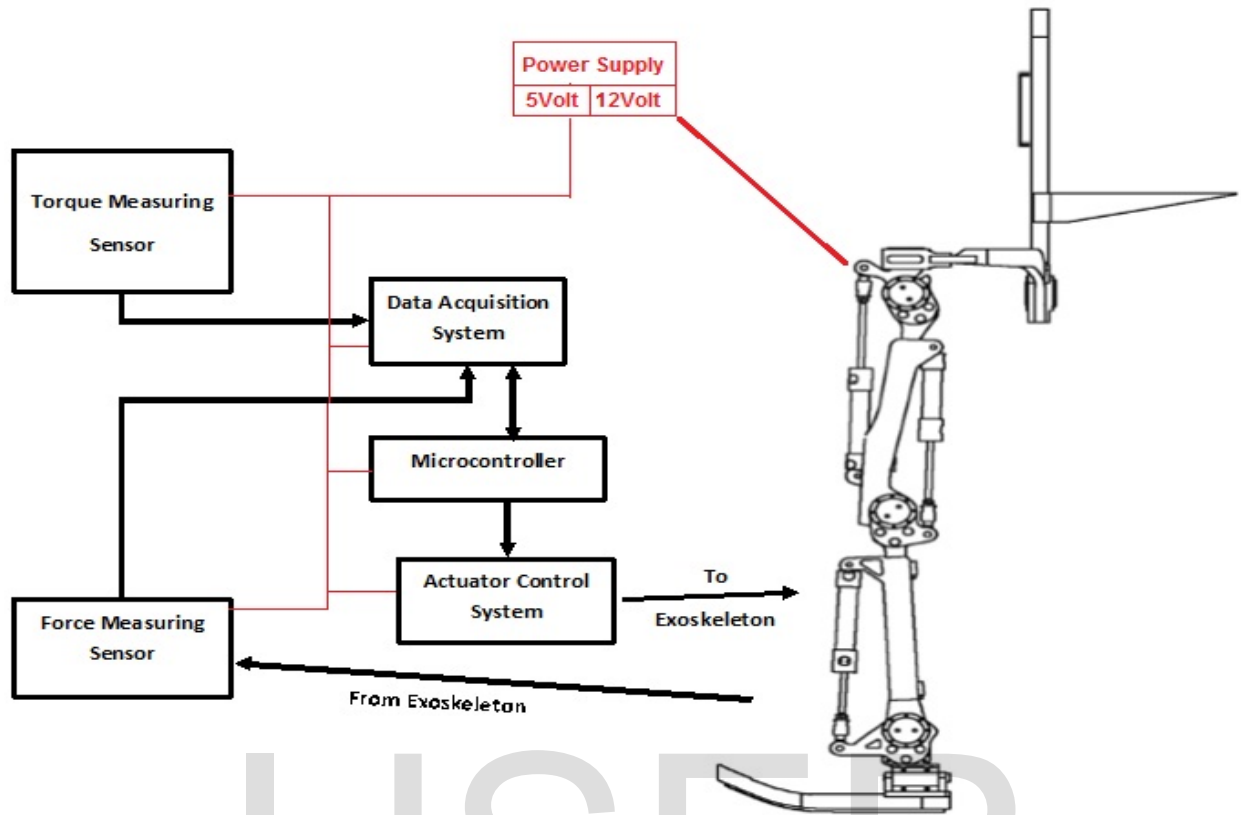 Power Supply
5Volt 12Volt
Torque Measuring
Sensor
Data Acquisition
System
Microcontroller
Actuator Control
System
To
Exoskeleton
Force Measuring
Sensor
From Exoskeleton
IJSER